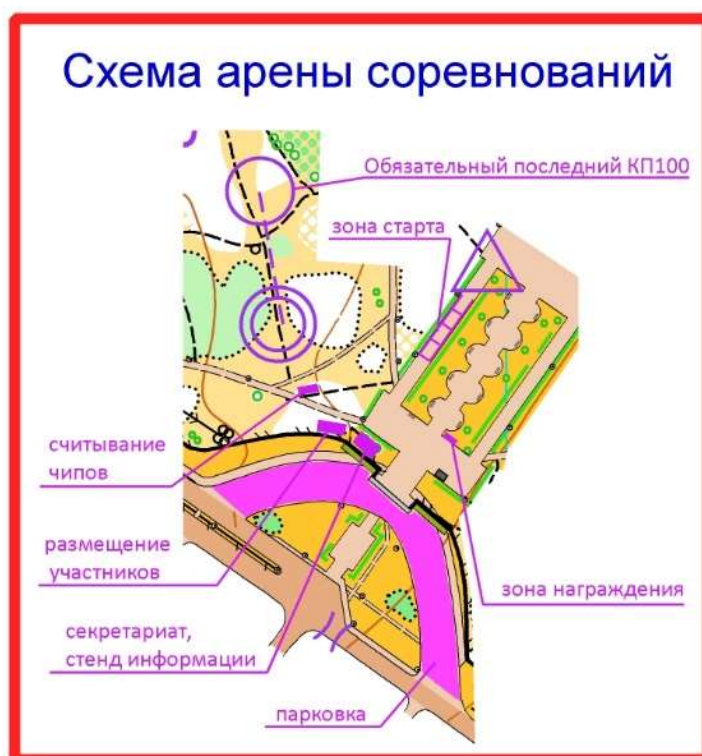 Схема арены соревнований
Обязательный последний КП100
зона старта
считывание
чипов
размещение
участников
зона награждения
секретариат,
стенд информации
парковка